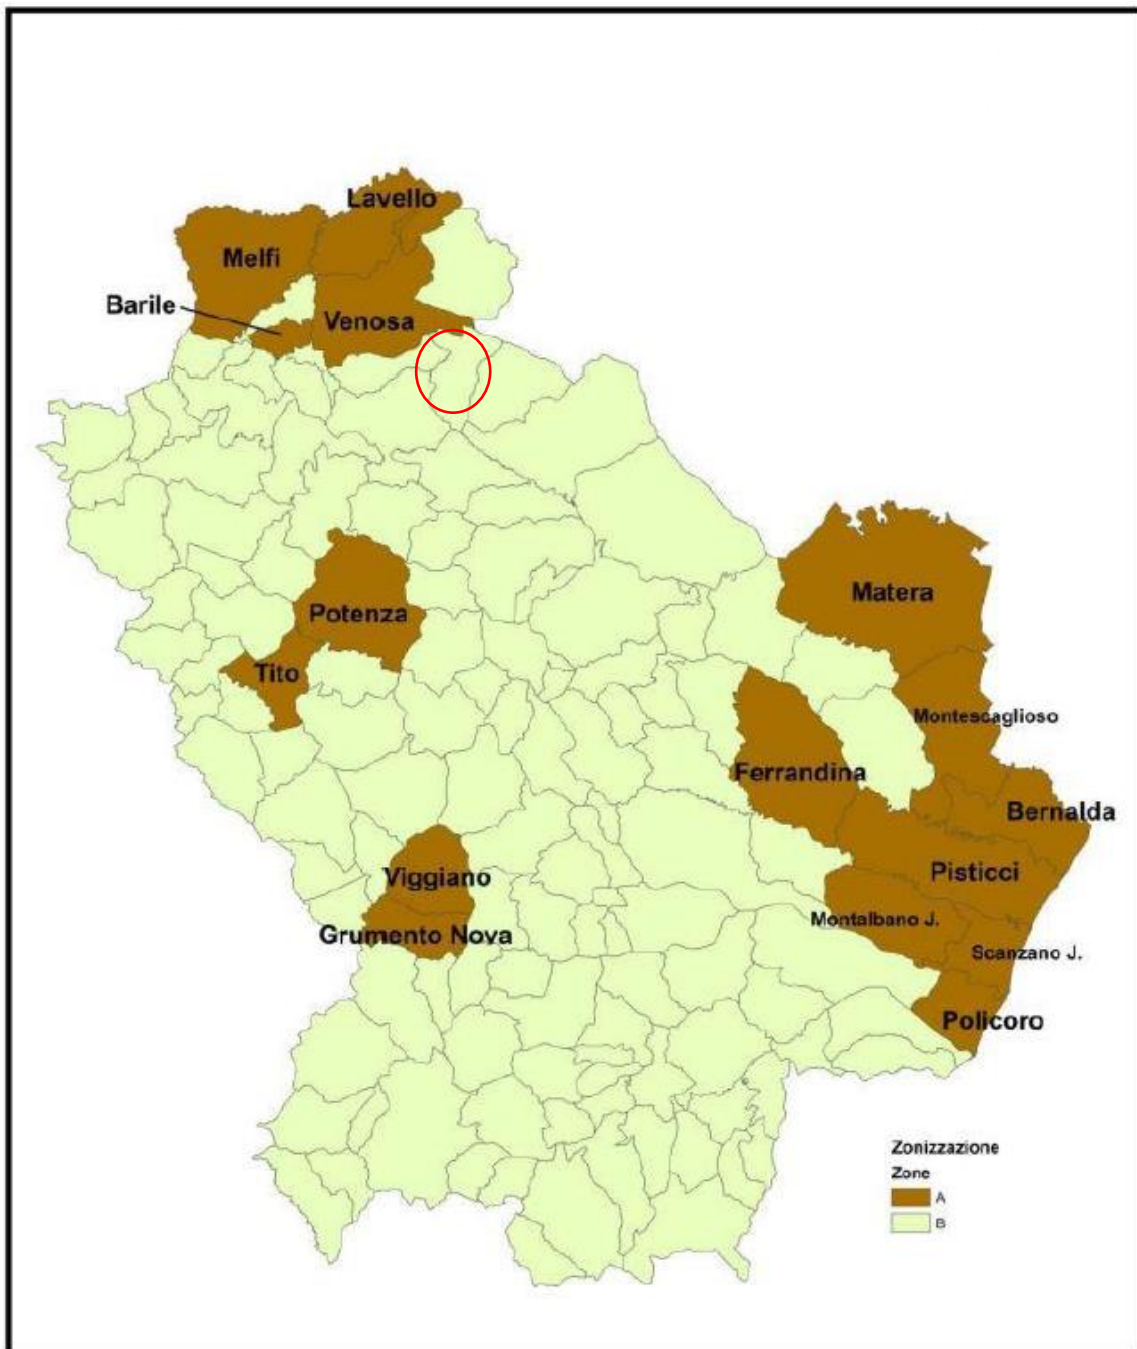 Lavello
Melfi
Barile
Venosa
Matera
Potenza
Tito
Montescaglioso
Ferrandina
Bernalda
Pisticci
Viggiano
Montalbano J.
Grumento Nova
Scanzano J.
Policoro
Zonizzazione
Zone
A
B